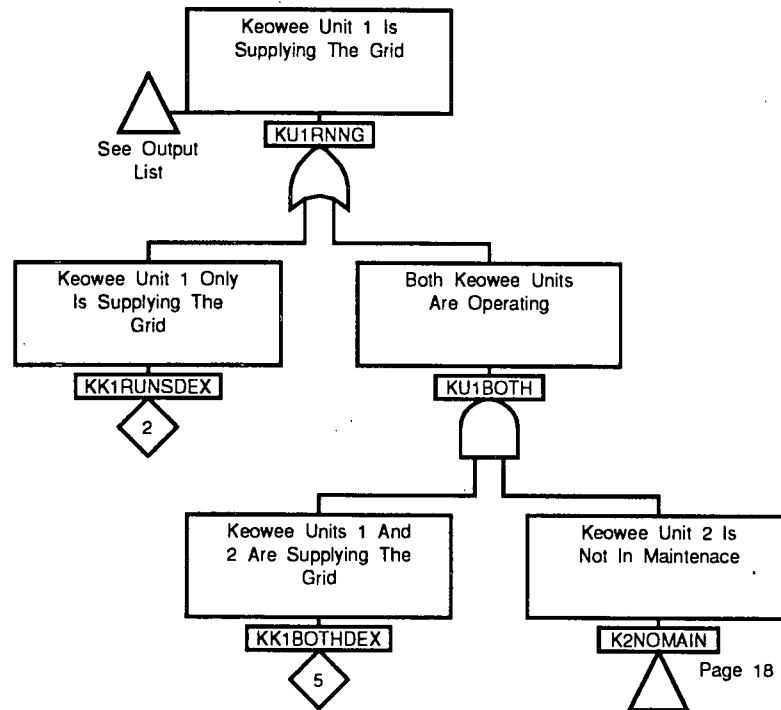 Keowee Unit 1 Is
Supplying The Grid
See Output
List
KU1RNNG
Keowee Unit 1 Only
Is Supplying The
Grid
KK1RUNSDEX
2
Both Keowee Units
Are Operating
KU1BOTH
Keowee Units 1 And
2 Are Supplying The
Grid
KK1BOTHDEX
5
Keowee Unit 2 Is
Not In Maintenace
K2NOMAIN
Page 18